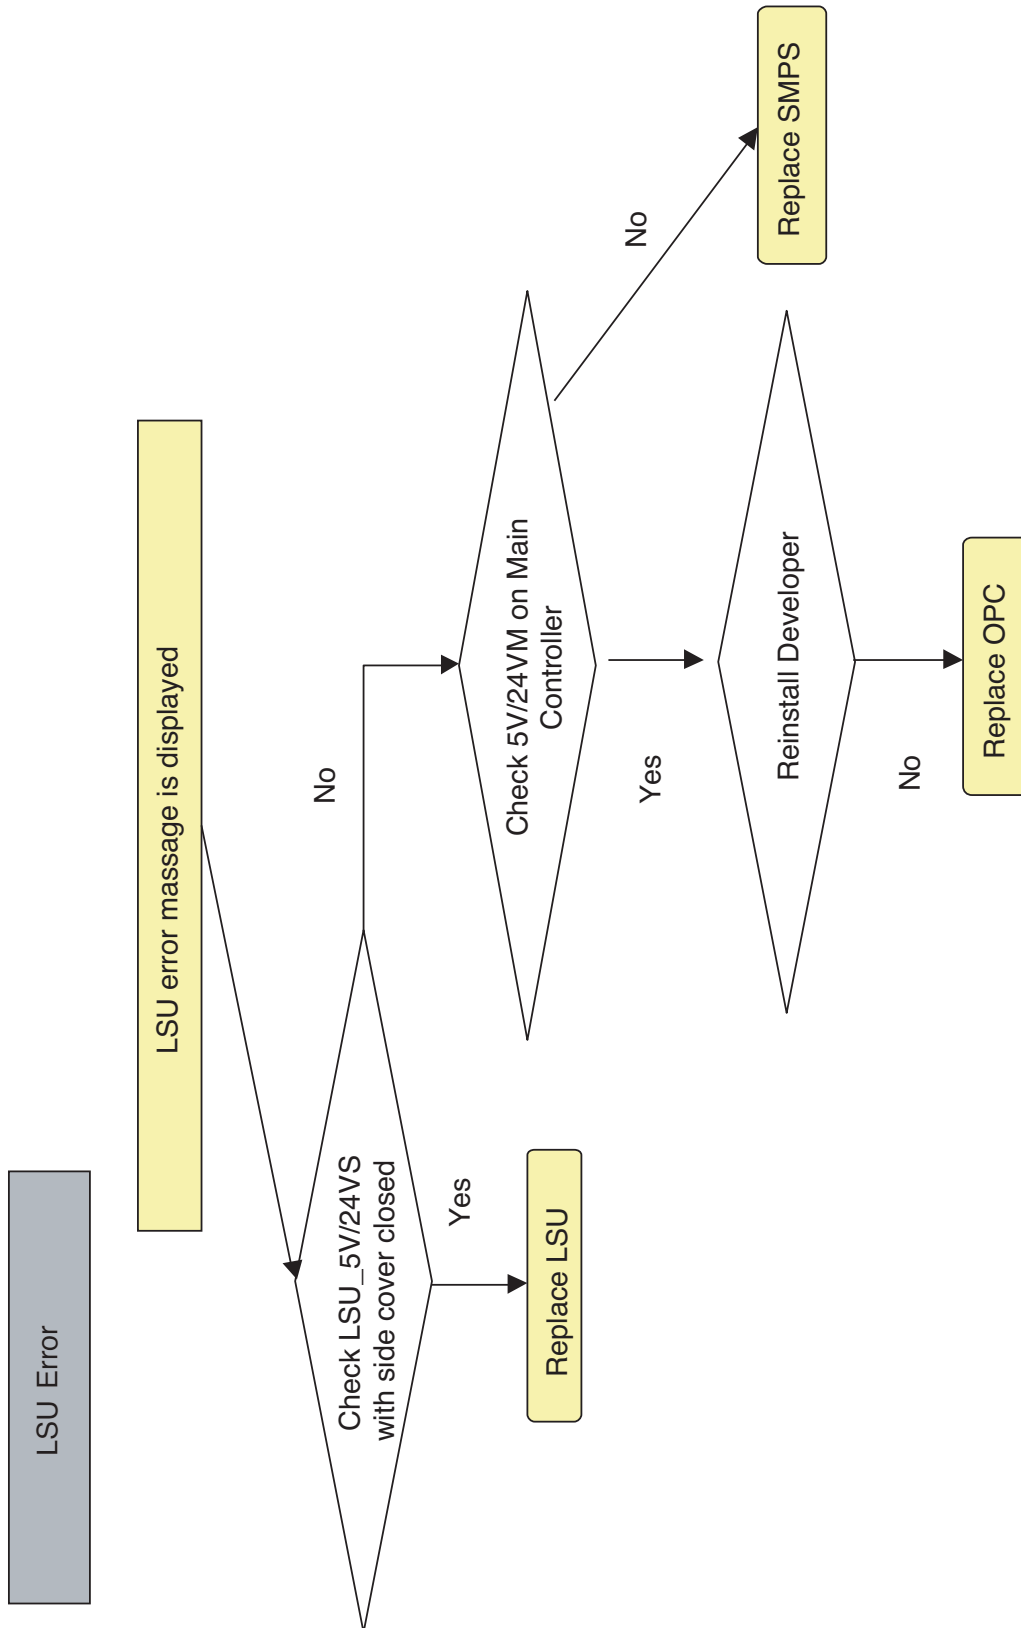 LSU Error
LSU error massage is displayed
Check LSU_5V/24VS
with side cover closed
No
Yes
Replace LSU
Check 5V/24VM on Main
Controller
No
Replace SMPS
Yes
Reinstall Developer
No
Replace OPC